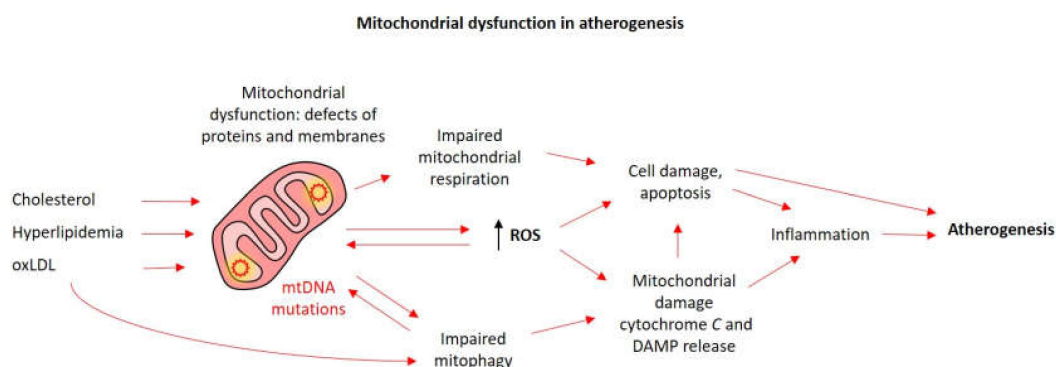 Mitochondrial dysfunction in atherogenesis
Mitochondrial
dysfunction: defects of
proteins and membranes
Impaired
mitochondrial
respiration
Cell damage,
apoptosis
Cholesterol
Hyperlipidemia
oxLDL
ROS
Inflammation
Atherogenesis
mtDNA
mutations
Mitochondrial
damage
cytochrome C and
DAMP release
Impaired
mitophagy